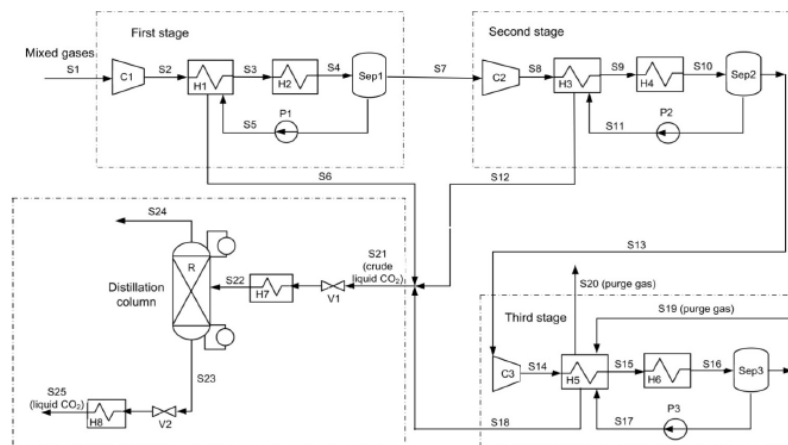 First stage
Mixed gases
S1
C1
S2
H1
S3
H2
S4
Sep1
S7
P1
S5
S6
Second stage
C2
S8
H3
S9
H4
S10
Sep2
P2
S11
S12
S13
S24
R
Distillation
column
S22
H7
V1
S21
(crude
liquid CO₂)
S23
S25
(liquid CO₂)
H8
V2
S20 (purge gas)
Third stage
S19 (purge gas)
C3
S14
H5
S15
H6
S16
Sep3
P3
S17
S18